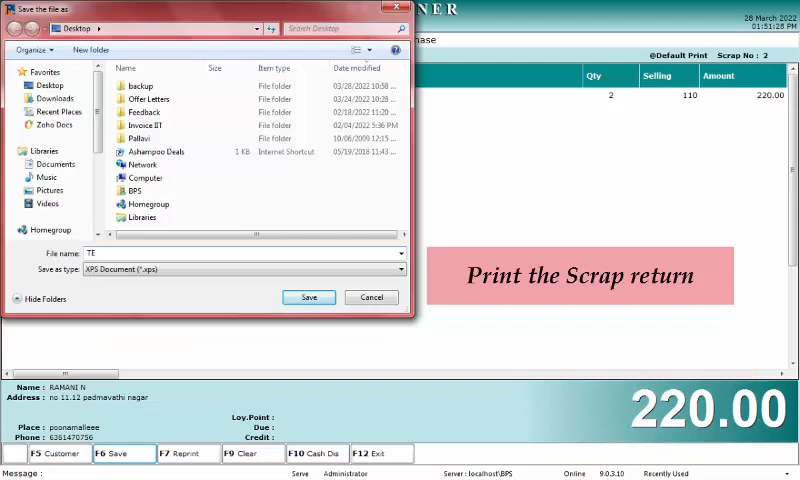 Save the file as
NER
Desktop
Search Desktop
28 March 2022
01:51:28 PM
Organize
New folder
@Default Print Scrap No : 2
Name Size Item type Date modified
Qty Selling Amount
2 110 220.00
Favorites
Desktop
Downloads
Recent Places
Zoho Docs
Libraries
Documents
Music
Pictures
Videos
Homegroup
backup File folder 03/28/2022 10:58 ...
Offer Letters File folder 03/24/2022 10:28 ...
Feedback File folder 02/18/2022 11:20 ...
Invoice IIT File folder 02/04/2022 5:36 PM
Pallavi File folder 10/06/2009 12:15 ...
Ashampoo Deals 1 KB Internet Shortcut 05/19/2018 11:43 ...
Network
Computer
BPS
Homegroup
Libraries
File name: TE
Save as type: XPS Document (*.xps)
Hide Folders
Save
Cancel
Print the Scrap return
Name : RAMANI N
Address : no 11.12 padmavathi nagar
Place : poonamalleee
Phone : 6351470756
Loy.Point :
Due :
Credit :
220.00
F5 Customer F6 Save F7 Reprint F9 Clear F10 Cash Dis F12 Exit
Message : Serve Administrator Server : localhost\BPS Online 9.0.3.10 Recently Used